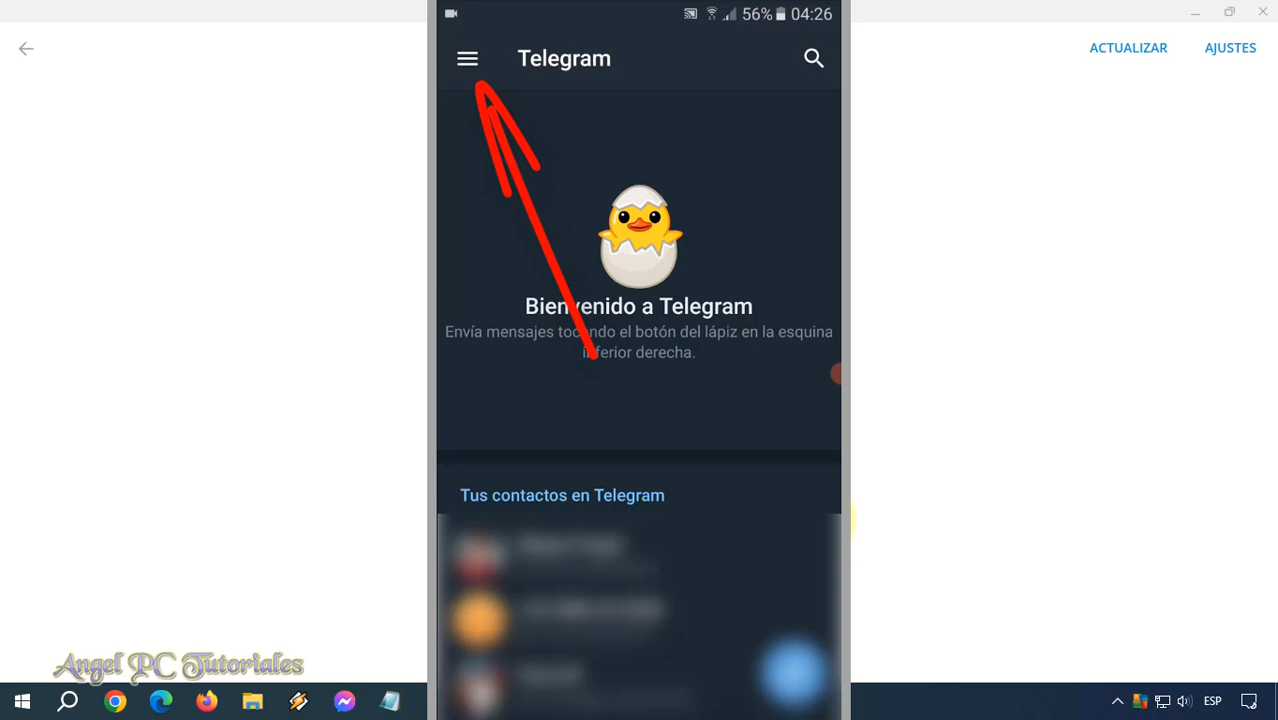 56% 04:26
Telegram
ACTUALIZAR AJUSTES
Bienvenido a Telegram
Envía mensajes tocando el botón del lápiz en la esquina
inferior derecha.
Tus contactos en Telegram
Angel PC Tutoriales
ESP